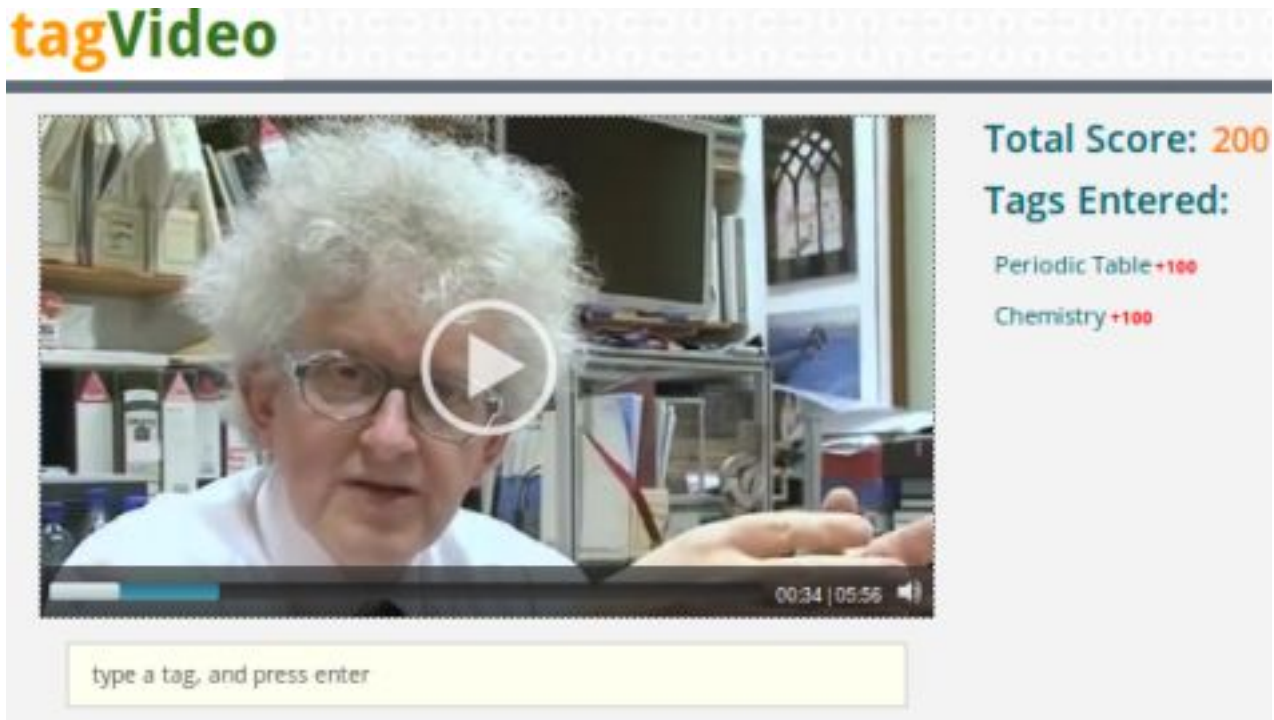 tagVideo
Total Score: 200
Tags Entered:
Periodic Table +100
Chemistry +100
00:34 | 05:56
type a tag, and press enter